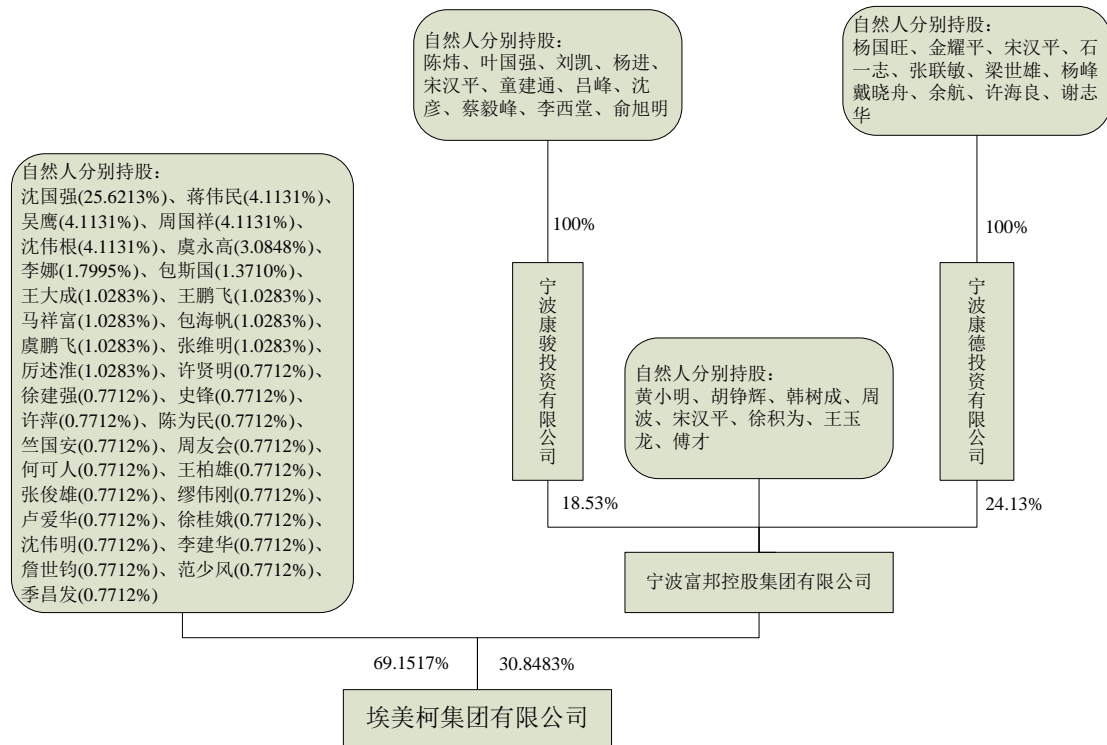 自然人分别持股：
陈炜、叶国强、刘凯、杨进、
宋汉平、童建通、吕峰、沈
彦、蔡毅峰、李西堂、俞旭明
自然人分别持股：
杨国旺、金耀平、宋汉平、石
一志、张联敏、梁世雄、杨峰
戴晓舟、余航、许海良、谢志
华
自然人分别持股：
沈国强(25.6213%)、蒋伟民(4.1131%)、
吴鹰(4.1131%)、周国祥(4.1131%)、
沈伟根(4.1131%)、虞永高(3.0848%)、
李娜(1.7995%)、包斯国(1.3710%)、
王大成(1.0283%)、王鹏飞(1.0283%)、
马祥富(1.0283%)、包海帆(1.0283%)、
虞鹏飞(1.0283%)、张维明(1.0283%)、
厉述淮(1.0283%)、许贤明(0.7712%)、
徐建强(0.7712%)、史锋(0.7712%)、
许萍(0.7712%)、陈为民(0.7712%)、
竺国安(0.7712%)、周友会(0.7712%)、
何可人(0.7712%)、王柏雄(0.7712%)、
张俊雄(0.7712%)、缪伟刚(0.7712%)、
卢爱华(0.7712%)、徐桂娥(0.7712%)、
沈伟明(0.7712%)、李建华(0.7712%)、
詹世钧(0.7712%)、范少风(0.7712%)、
季昌发(0.7712%)
100%
100%
宁波康骏投资有限公司
自然人分别持股：
黄小明、胡铮辉、韩树成、周
波、宋汉平、徐积为、王玉
龙、傅才
宁波康德投资有限公司
18.53%
24.13%
宁波富邦控股集团有限公司
69.1517%
30.8483%
埃美柯集团有限公司